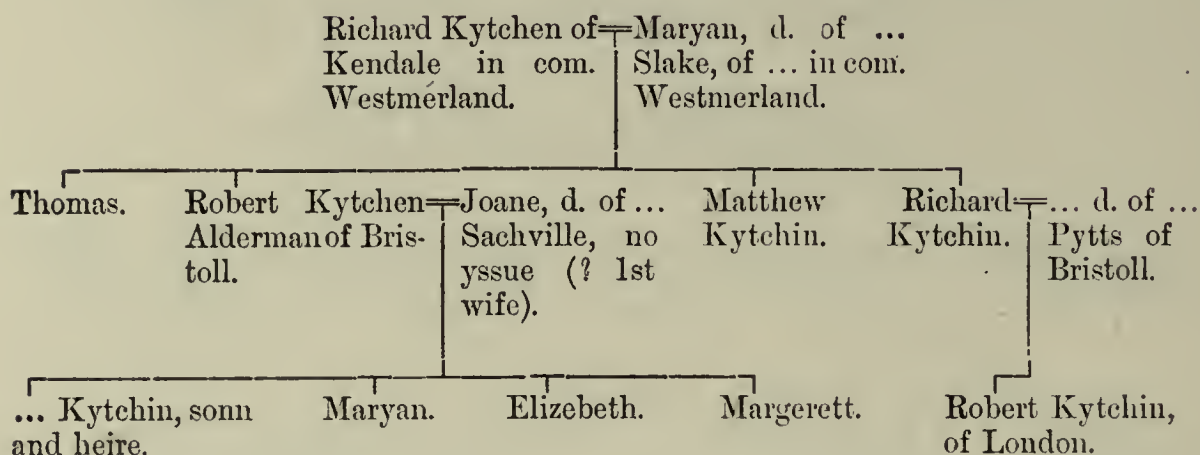 Richard Kytchen of
Kendale in com.
Westmerland.
Maryan, d. of ...
Slake, of ... in com.
Westmerland.
Thomas.
Robert Kytchen
Alderman of Bris-
toll.
Joane, d. of ...
Sachville, no
yssue (? 1st
wife).
Matthew
Kytchin.
Richard
Kytchin.
... d. of ...
Pytts of
Bristoll.
... Kytchin, sonn
and heire.
Maryan.
Elizebeth.
Margerett.
Robert Kytchin,
of London.